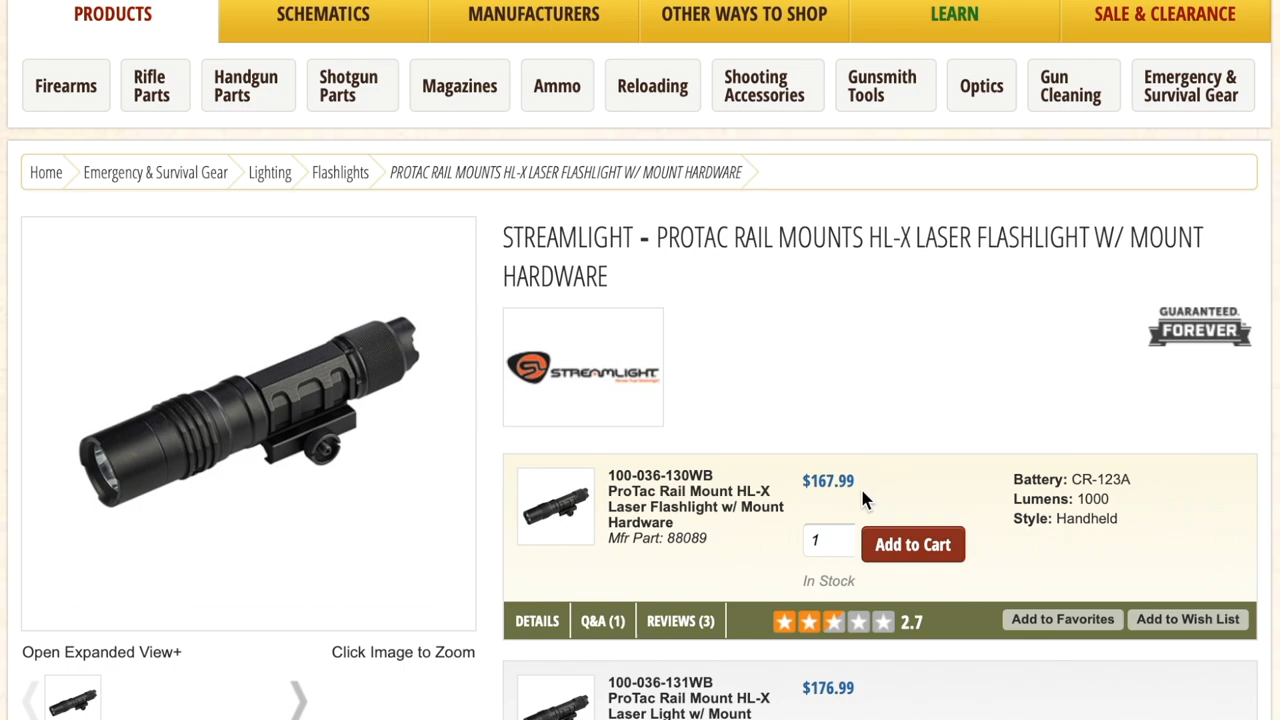 PRODUCTS
SCHEMATICS
MANUFACTURERS
OTHER WAYS TO SHOP
LEARN
SALE & CLEARANCE
Firearms
Rifle
Parts
Handgun
Parts
Shotgun
Parts
Magazines
Ammo
Reloading
Shooting
Accessories
Gunsmith
Tools
Optics
Gun
Cleaning
Emergency &
Survival Gear
Home
Emergency & Survival Gear
Lighting
Flashlights
PROTAC RAIL MOUNTS HL-X LASER FLASHLIGHT W/ MOUNT HARDWARE
STREAMLIGHT - PROTAC RAIL MOUNTS HL-X LASER FLASHLIGHT W/ MOUNT
HARDWARE
STREAMLIGHT
GUARANTEED.
FOREVER
100-036-130WB
ProTac Rail Mount HL-X
Laser Flashlight w/ Mount
Hardware
Mfr Part: 88089
$167.99
1
Add to Cart
In Stock
Battery: CR-123A
Lumens: 1000
Style: Handheld
DETAILS
Q&A (1)
REVIEWS (3)
2.7
Add to Favorites
Add to Wish List
Open Expanded View+
Click Image to Zoom
100-036-131WB
ProTac Rail Mount HL-X
Laser Light w/ Mount
$176.99